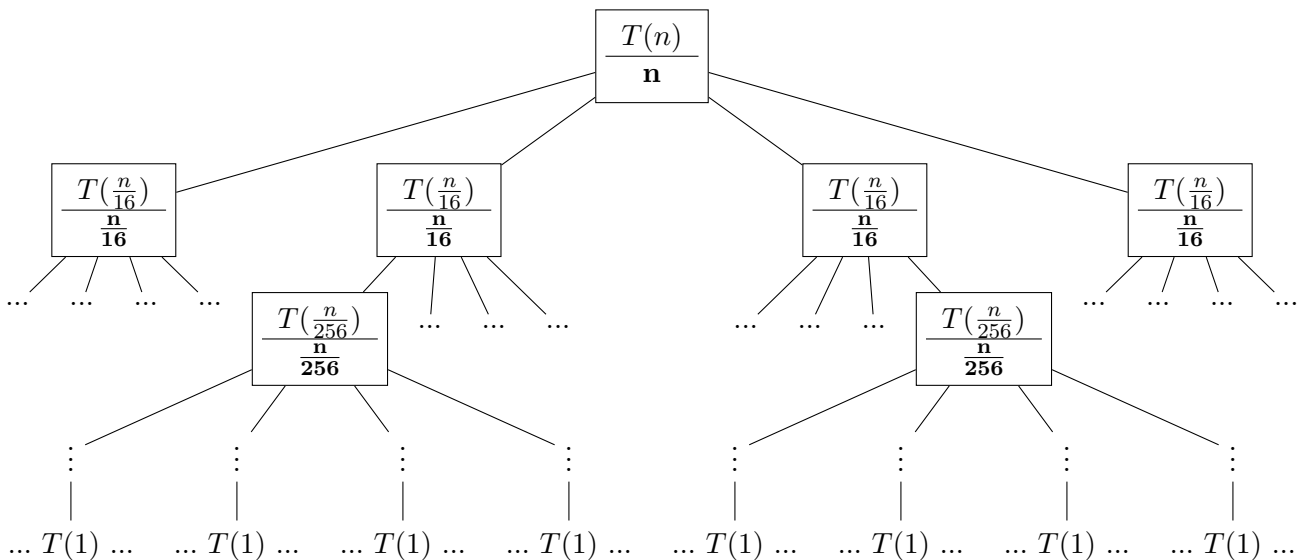 T(n)
n
T(n/16) T(n/16) T(n/16) T(n/16)
n/16 n/16 n/16 n/16
... ... ... ... ... ... ... ...
... ... ... ... ... ...
T(n/256) T(n/256)
n/256 n/256
⋮ ⋮ ⋮ ⋮ ⋮ ⋮ ⋮ ⋮
... T(1) ... ... T(1) ... ... T(1) ... ... T(1) ... ... T(1) ... ... T(1) ... ... T(1) ... ... T(1) ...